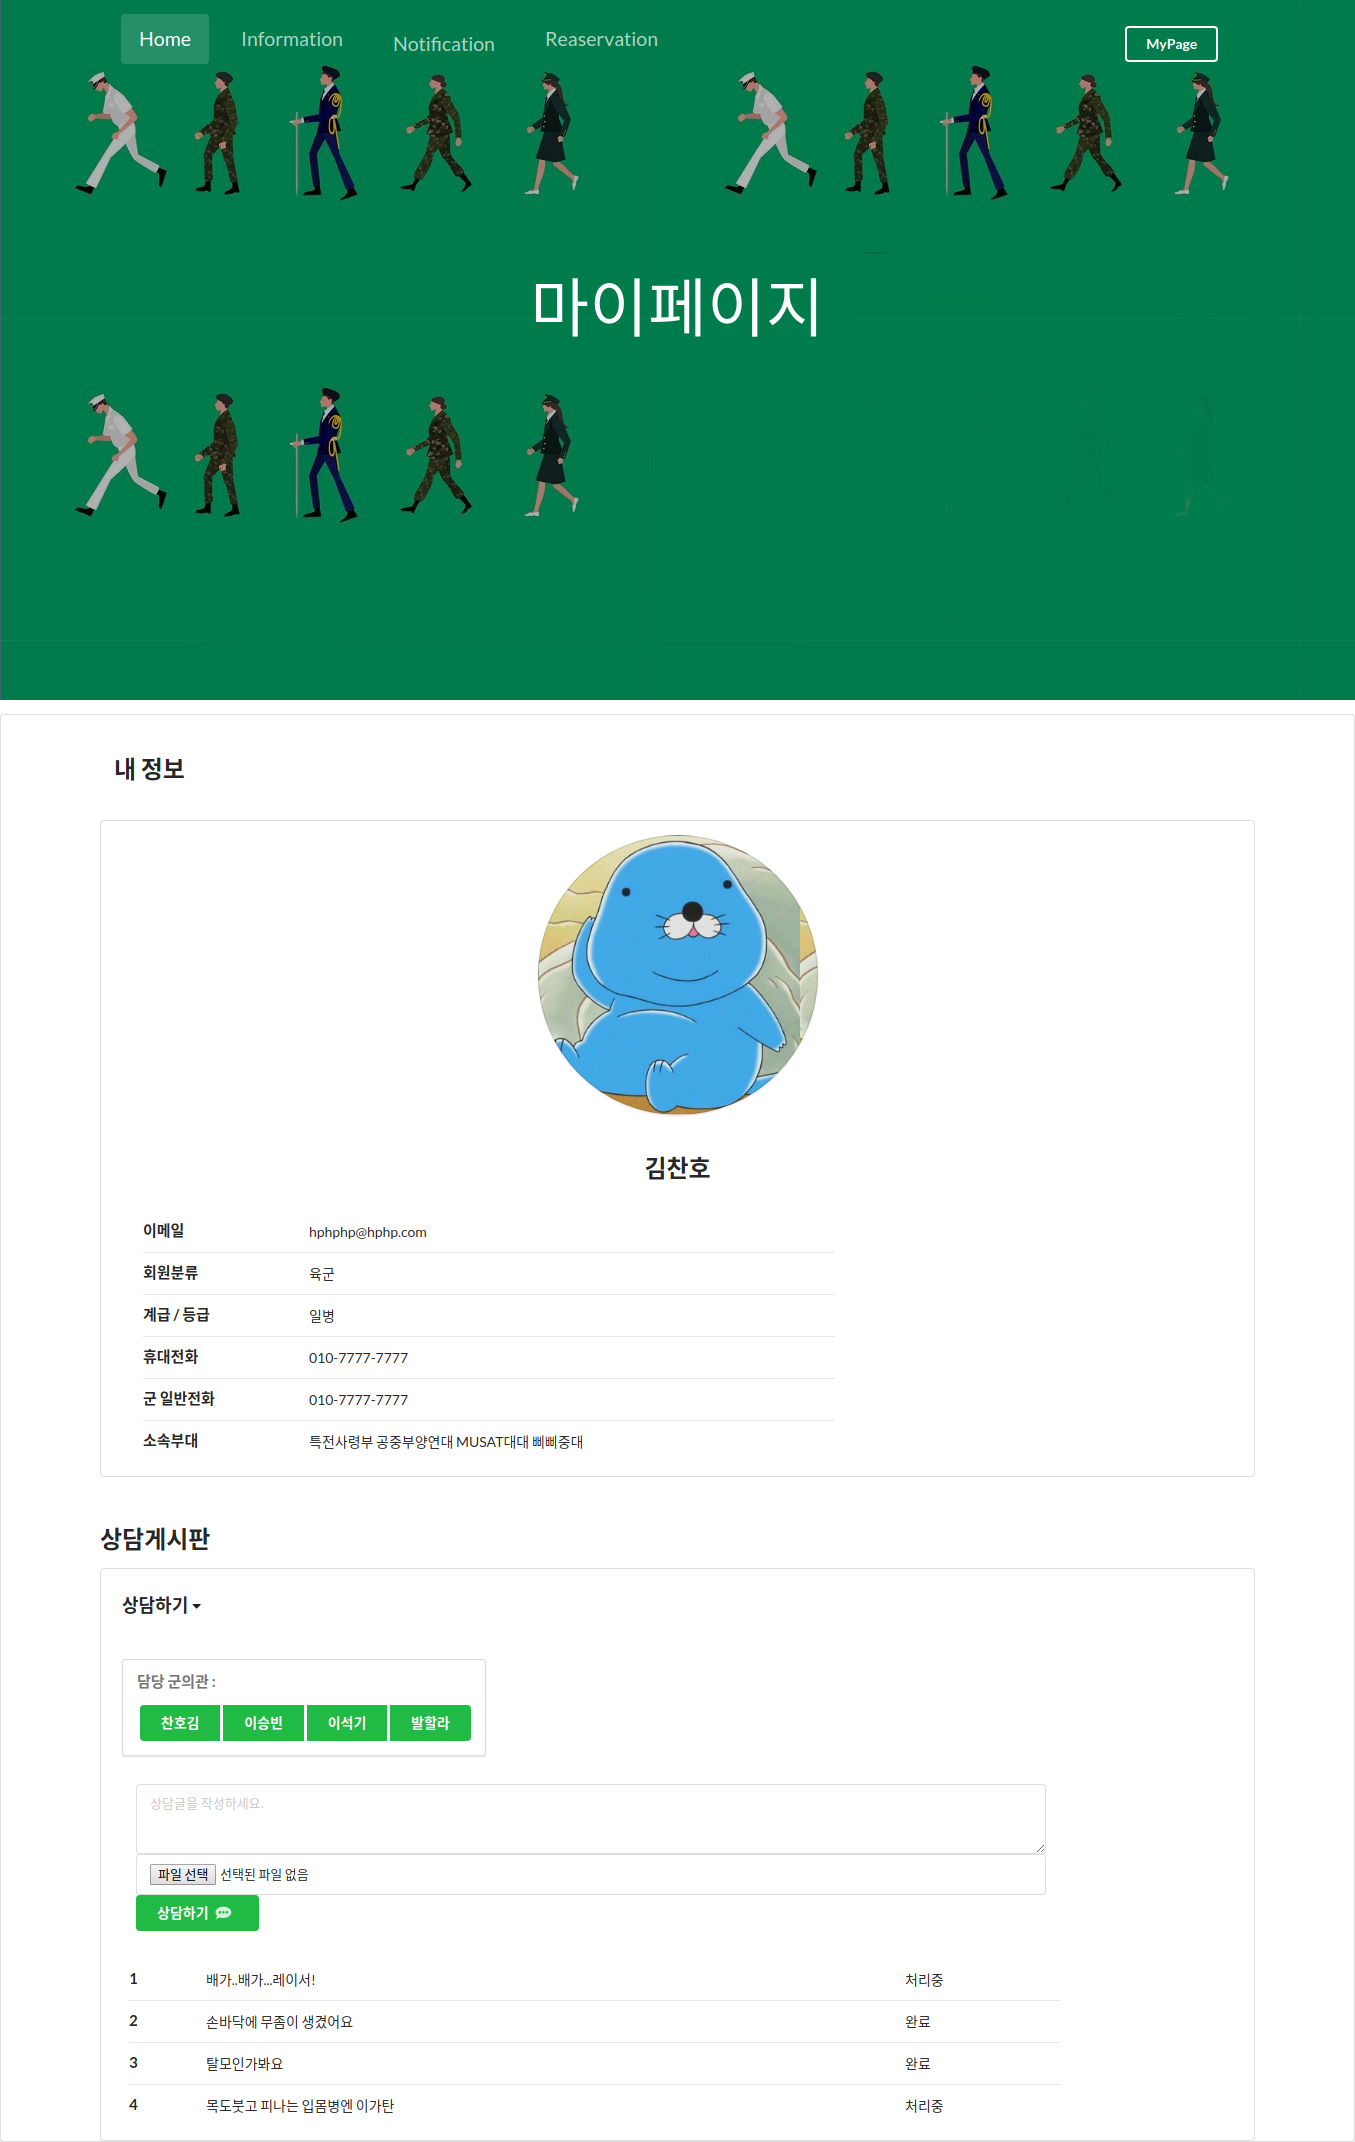 Home Information Notification Reaservation MyPage
마이페이지
내 정보
김찬호
이메일 hphphp@hphp.com
회원분류 육군
계급 / 등급 일병
휴대전화 010-7777-7777
군 일반전화 010-7777-7777
소속부대 특전사령부 공중부양연대 MUSAT대대 삐삐중대
상담게시판
상담하기
담당 군의관 :
찬호김 이승빈 이석기 발할라
상담글을 작성하세요.
파일 선택 선택된 파일 없음
상담하기
1 배가..배가...레이서! 처리중
2 손바닥에 무좀이 생겼어요 완료
3 탈모인가봐요 완료
4 목도붓고 피나는 입몸병엔 이가탄 처리중